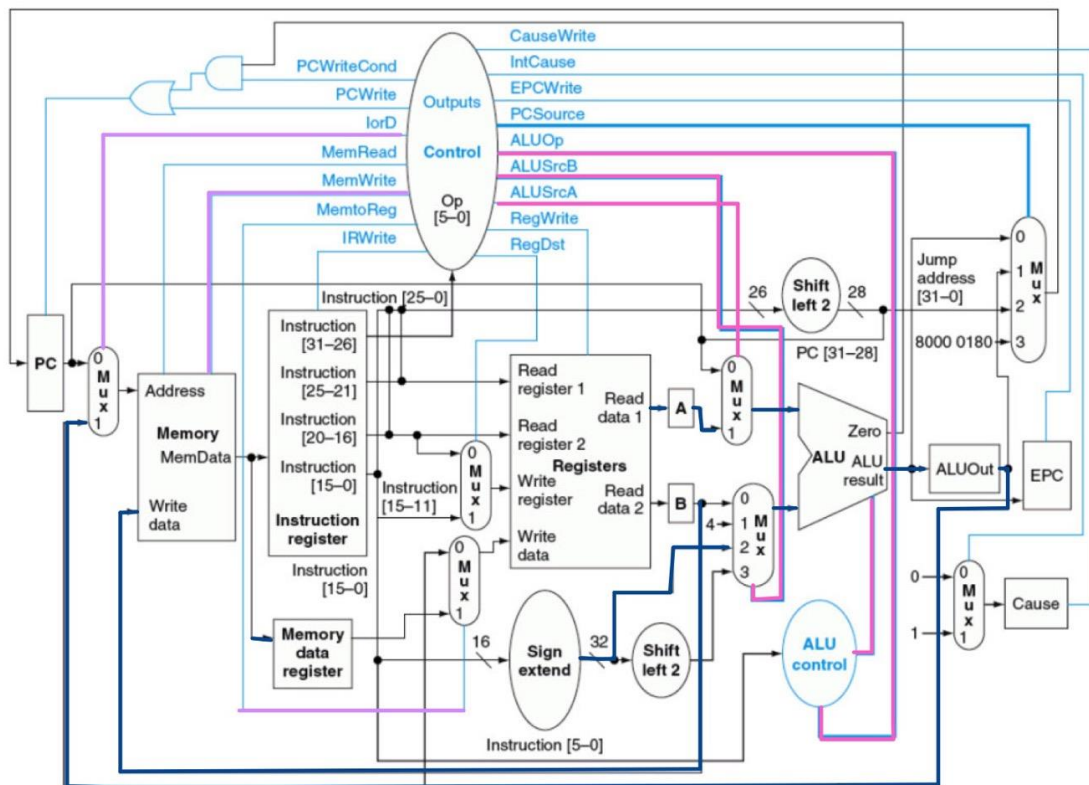 CauseWrite
IntCause
EPCWrite
PCSource
ALUOp
ALUSrcB
ALUSrcA
RegWrite
RegDst
PCWriteCond
PCWrite
IorD
MemRead
MemWrite
MemtoReg
IRWrite
Outputs
Control
Op
[5–0]
Instruction [25–0]
26
Shift
left 2
28
Jump
address
[31–0]
PC [31–28]
8000 0180
0
1
2
3
M
u
x
PC
0
M
u
x
1
Address
Memory
MemData
Write
data
Instruction
[31–26]
Instruction
[25–21]
Instruction
[20–16]
Instruction
[15–0]
Instruction
register
Instruction
[15–11]
Instruction
[15–0]
0
M
u
x
1
0
M
u
x
1
Read
register 1
Read
register 2
Registers
Write
register
Write
data
Read
data 1
Read
data 2
A
B
0
M
u
x
1
4
0
1
2
3
M
u
x
Zero
ALU
ALU
result
ALUOut
EPC
0
1
0
M
u
x
1
Cause
Memory
data
register
16
Sign
extend
32
Shift
left 2
ALU
control
Instruction [5–0]